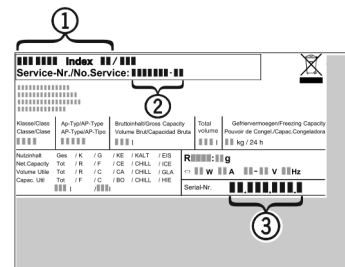 1
Index /
Service-Nr./No.Service: -
2
Klasse/Class Ap-Typ/AP-Type Bruttoinhalt/Gross Capacity Total Gefriervermoegen/Freezing Capacity
Classe/Clase AP-Type/AP-Tipo Volume Brut/Capacidad Bruta volume Pouvoir de Congel./Capac.Congeladora
l l kg / 24 h
Nutzinhalt Ges / K / G / KE / KALT / EIS
Net.Capacity Tot / R / F / CE / CHILL / ICE
Volume Utile Tot / R / C / CA / CHILL / GLA
Capac. Util Tot / F / C / BO / CHILL / HIE
l / l
R : g
W A - V Hz
Serial-Nr. . . .
3